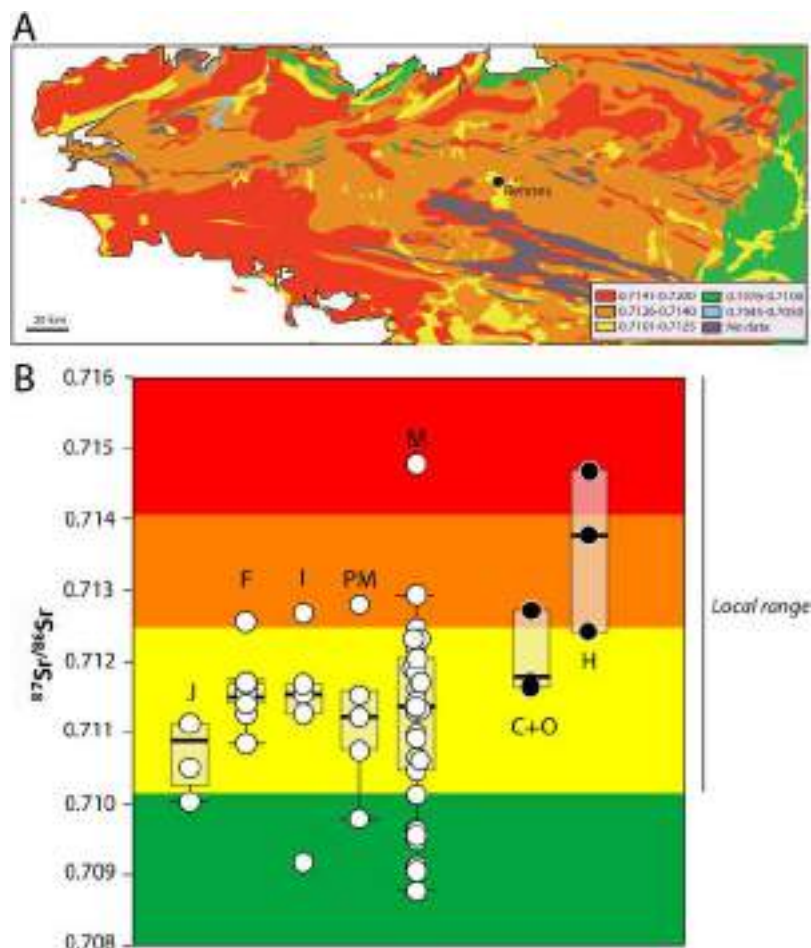 A
Rennes
20 km
0.7141-0.7200
0.7126-0.7140
0.7101-0.7125
No data
B
0.716
0.715
0.714
0.713
0.712
0.711
0.710
0.709
0.708
⁸⁷Sr/⁸⁶Sr
J
F
I
PM
M
C+O
H
Local range